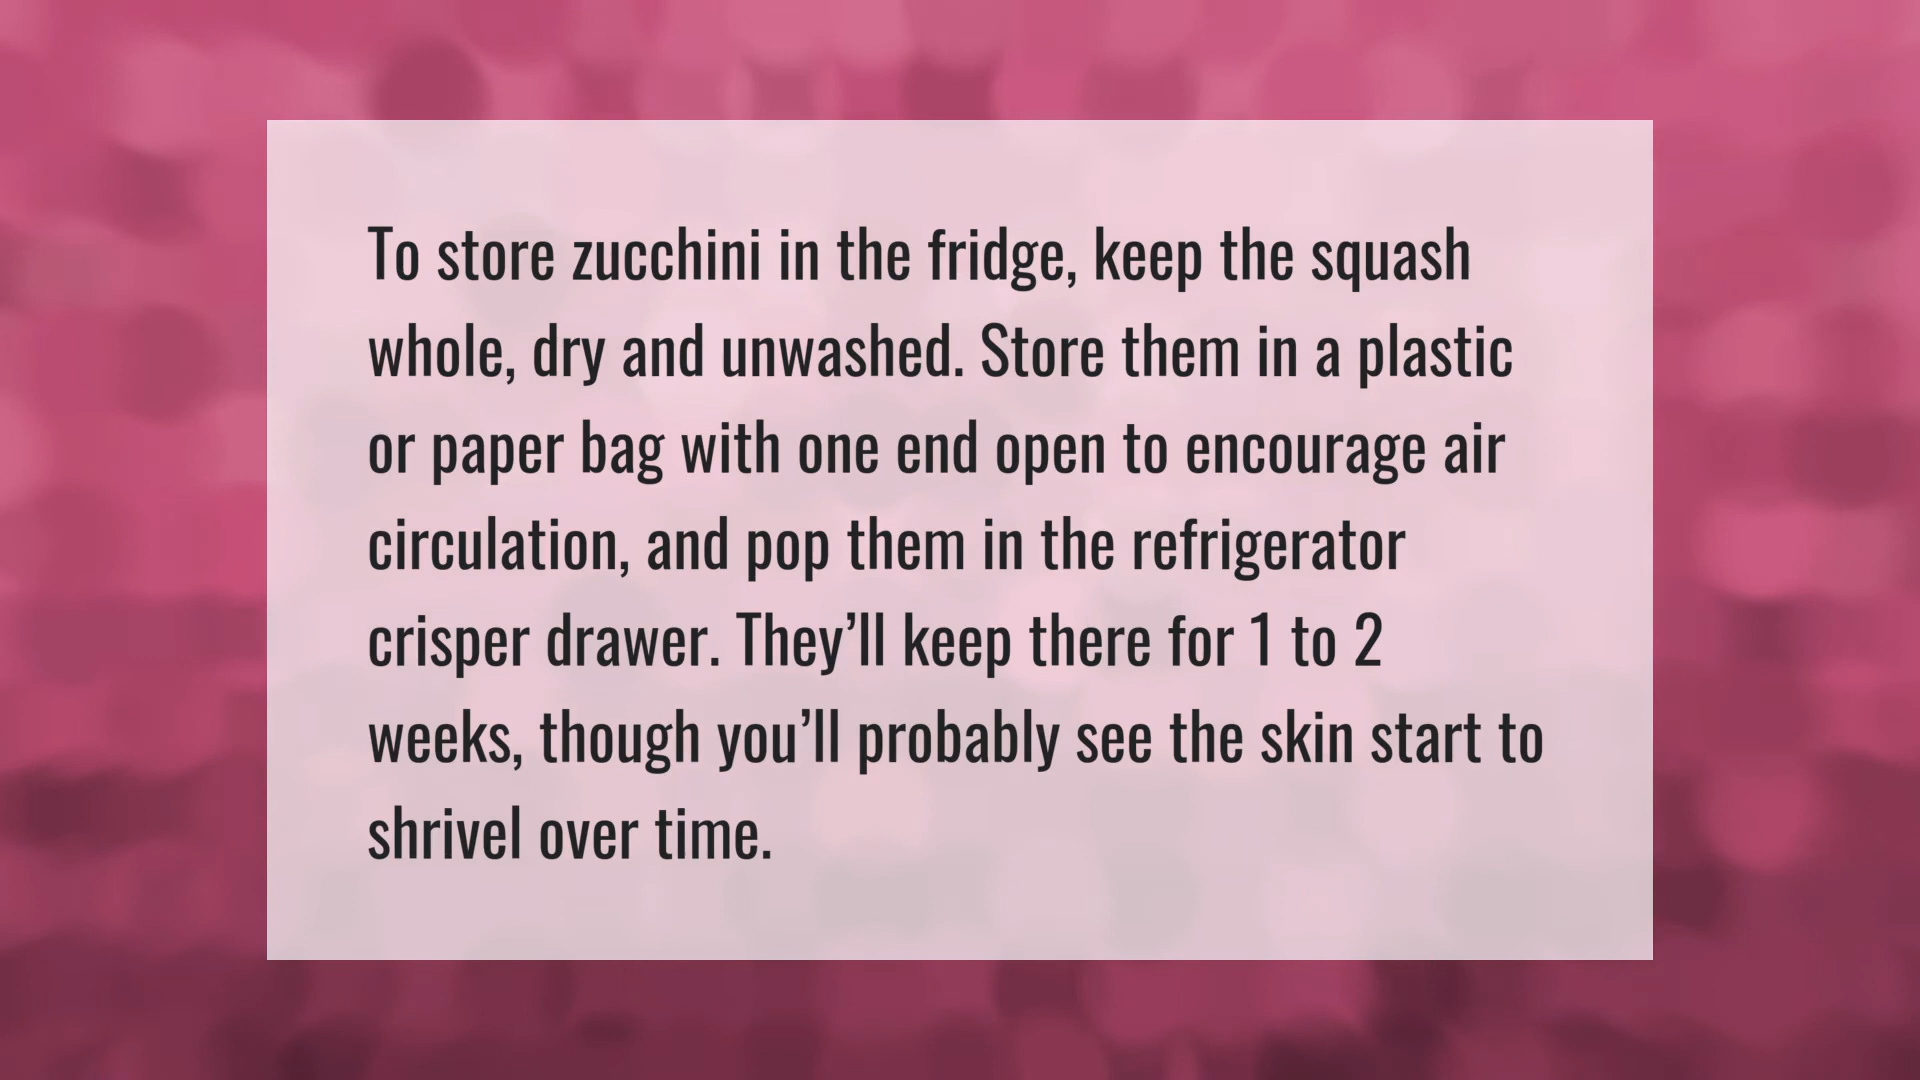 To store zucchini in the fridge, keep the squash
whole, dry and unwashed. Store them in a plastic
or paper bag with one end open to encourage air
circulation, and pop them in the refrigerator
crisper drawer. They’ll keep there for 1 to 2
weeks, though you’ll probably see the skin start to
shrivel over time.